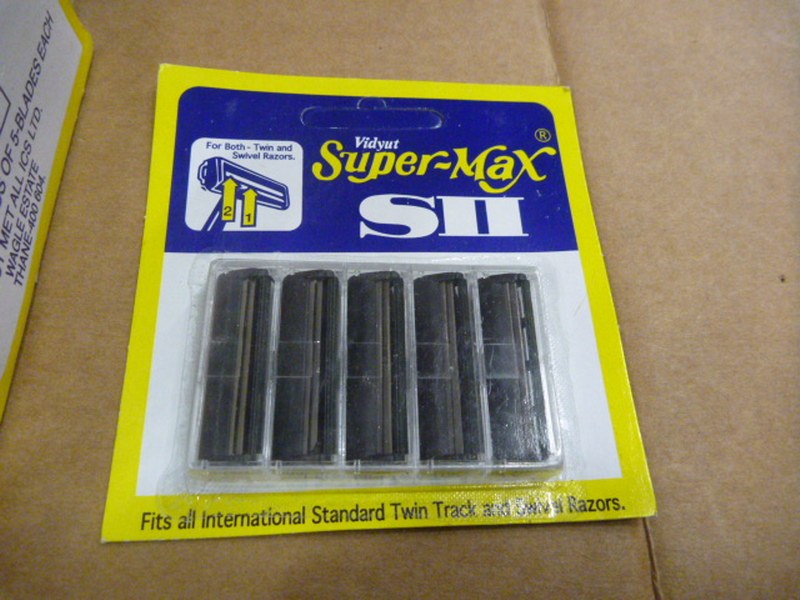 S OF 5-BLADES EACH
METALLICS LTD.
WAGLE ESTATE
THANE-400 604.
For Both - Twin and
Swivel Razors.
2 1
Vidyut
Super-Max ®
SII
Fits all International Standard Twin Track and Swivel Razors.